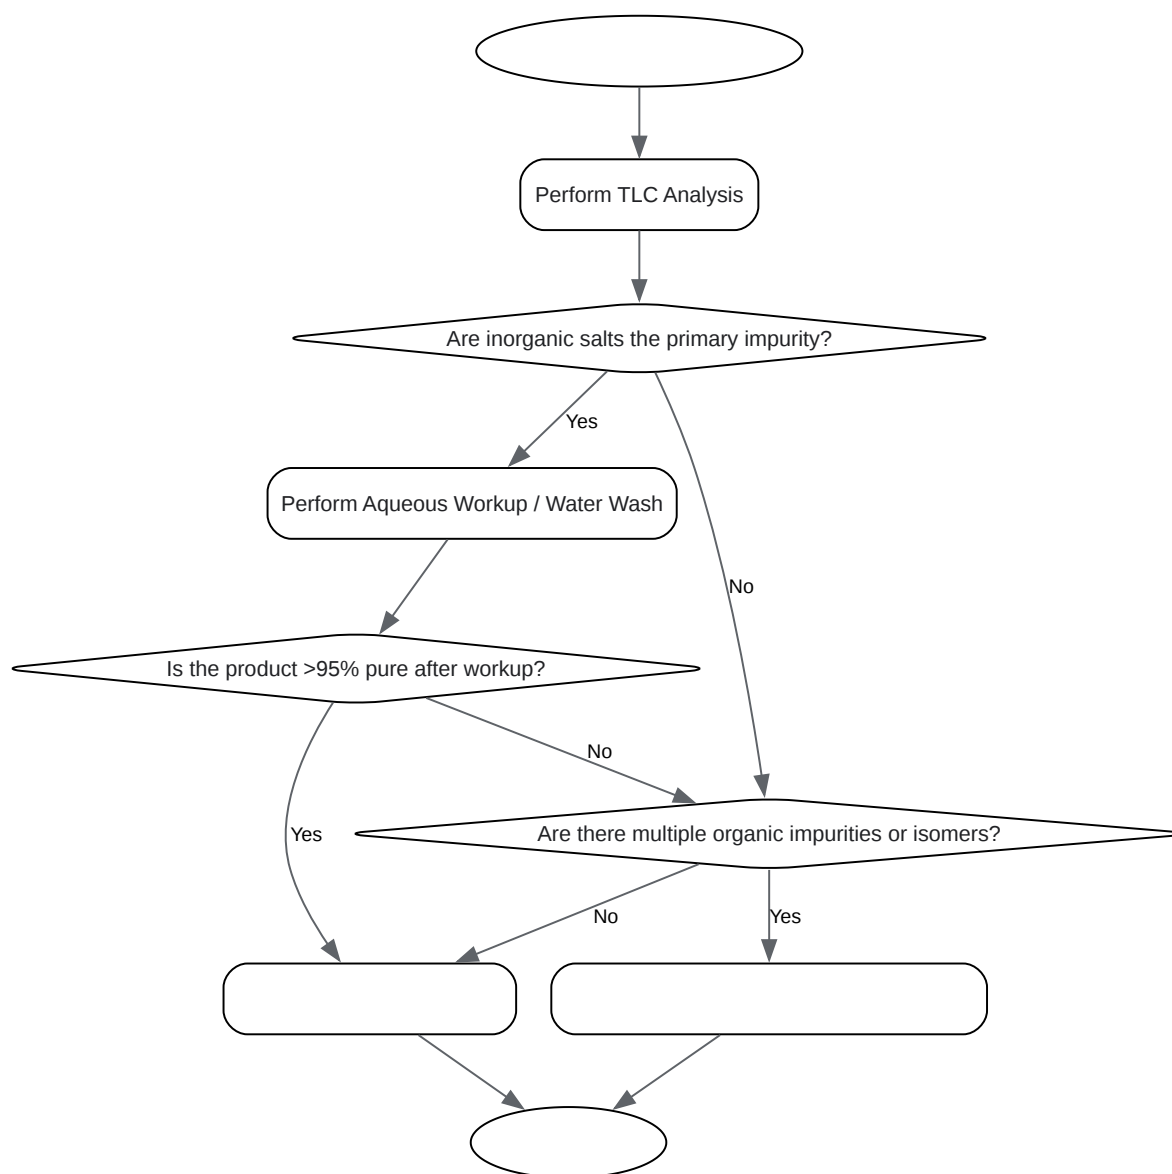 Perform TLC Analysis
Are inorganic salts the primary impurity?
Yes
Perform Aqueous Workup / Water Wash
No
Is the product >95% pure after workup?
No
Yes
Are there multiple organic impurities or isomers?
No
Yes